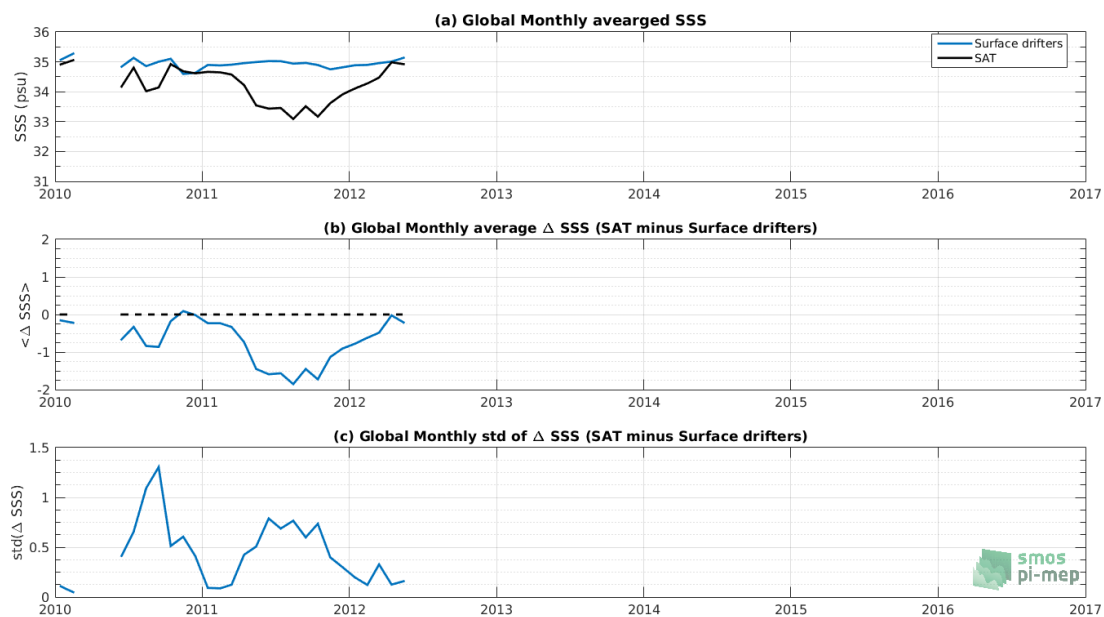 (a) Global Monthly avearged SSS
36
35
34
33
32
31
SSS (psu)
Surface drifters
SAT
2010 2011 2012 2013 2014 2015 2016 2017
(b) Global Monthly average Δ SSS (SAT minus Surface drifters)
2
1
0
-1
-2
<Δ SSS>
2010 2011 2012 2013 2014 2015 2016 2017
(c) Global Monthly std of Δ SSS (SAT minus Surface drifters)
1.5
1
0.5
0
std(Δ SSS)
smos
pi-mep
2010 2011 2012 2013 2014 2015 2016 2017